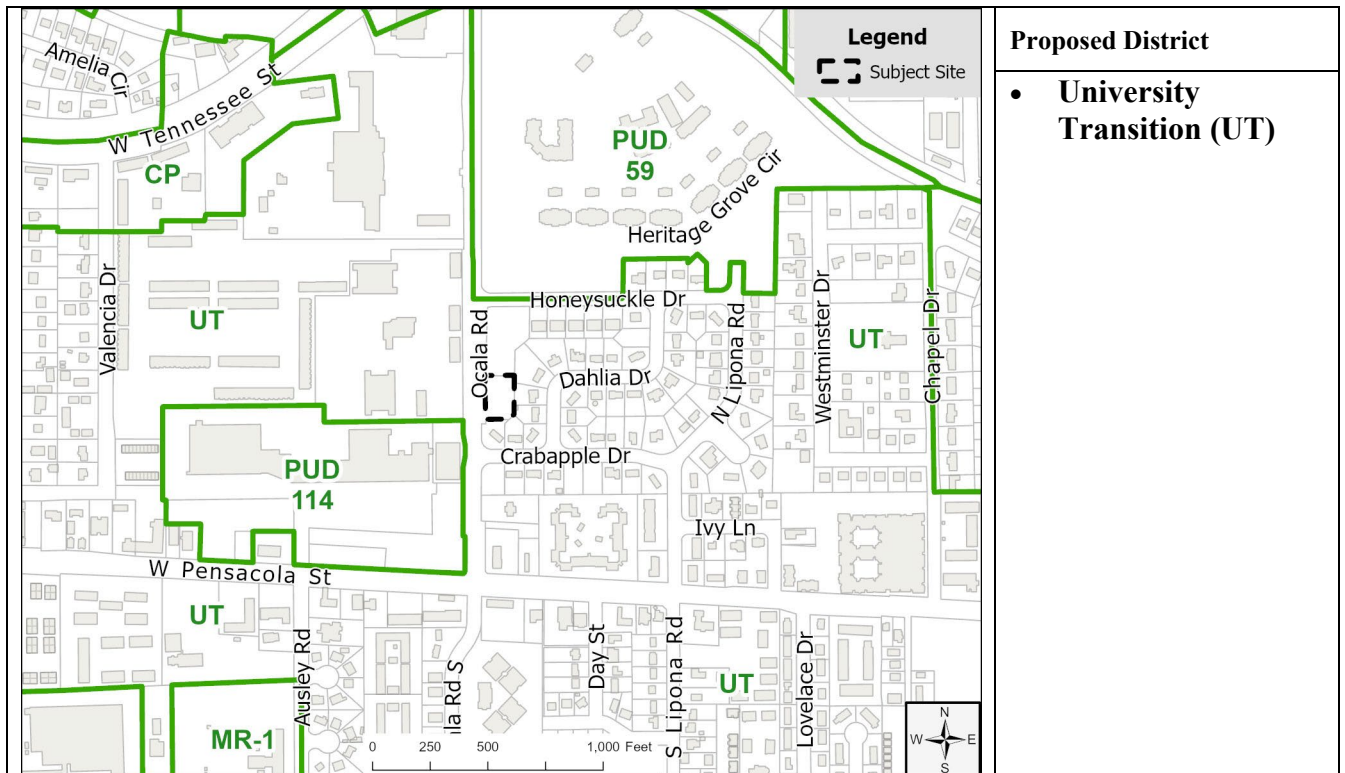 Legend
Subject Site
Proposed District
• University
Transition (UT)
Amelia Cir
W Tennessee St
CP
PUD
59
Heritage Grove Cir
Valencia Dr
UT
Ocala Rd
Honeysuckle Dr
Dahlia Dr
N Lipona Rd
Westminster Dr
UT
Chapel Dr
Crabapple Dr
PUD
114
Ivy Ln
W Pensacola St
UT
Ausley Rd
la Rd S
Day St
S Lipona Rd
UT
Lovelace Dr
MR-1
0 250 500 1,000 Feet
N
W E
S